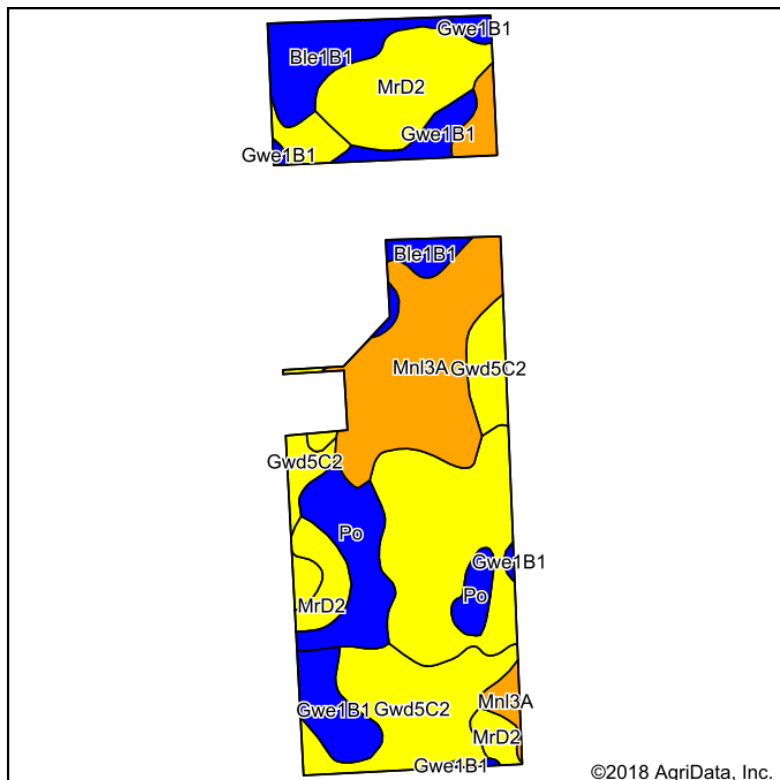 Gwe1B1
Ble1B1
MrD2
Gwe1B1
Gwe1B1
Ble1B1
Mnl3A
Gwd5C2
Gwd5C2
Po
Gwe1B1
Po
MrD2
Mnl3A
Gwe1B1
Gwd5C2
MrD2
Gwe1B1
©2018 AgriData, Inc.